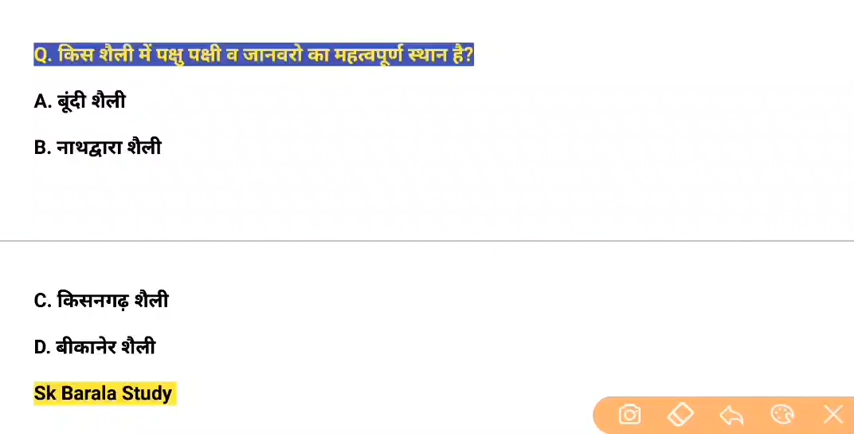 Q. किस शैली में पक्षु पक्षी व जानवरो का महत्वपूर्ण स्थान है?
A. बूंदी शैली
B. नाथद्वारा शैली
C. किसनगढ़ शैली
D. बीकानेर शैली
Sk Barala Study